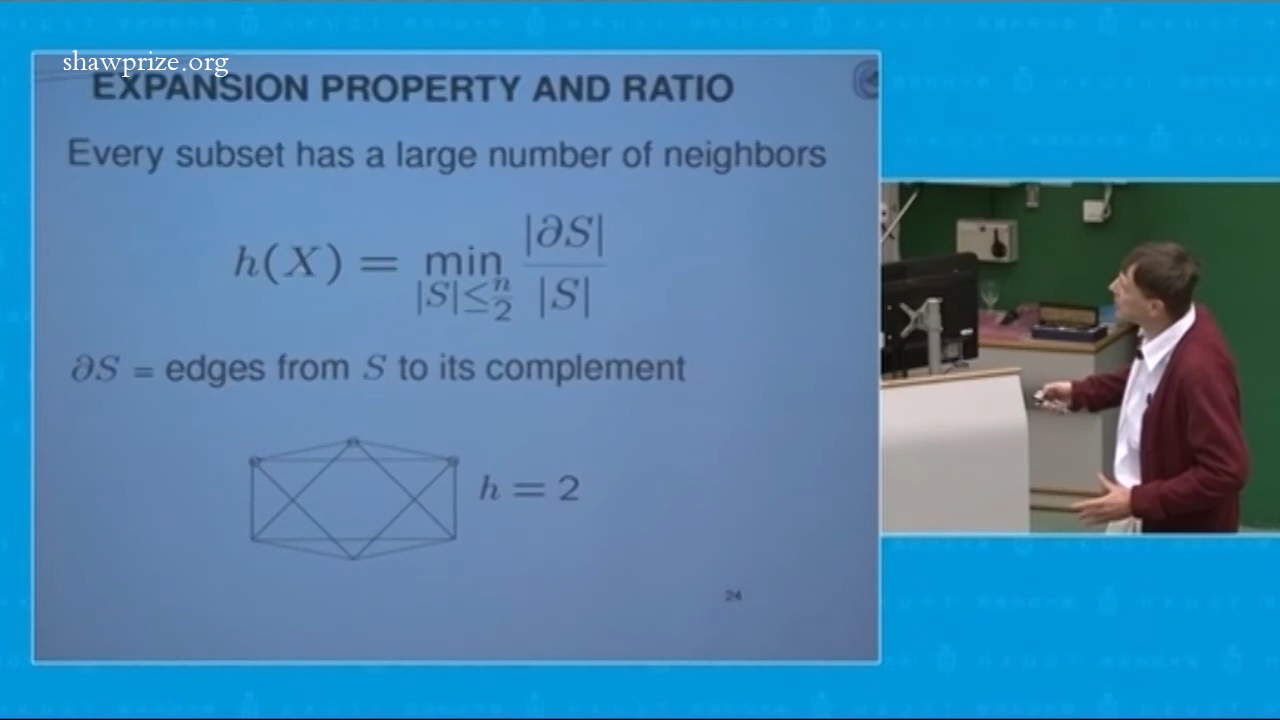 shawprize.org
EXPANSION PROPERTY AND RATIO
Every subset has a large number of neighbors
h(X) = min_{|S|≤n/2} |∂S| / |S|
∂S = edges from S to its complement
h = 2
24